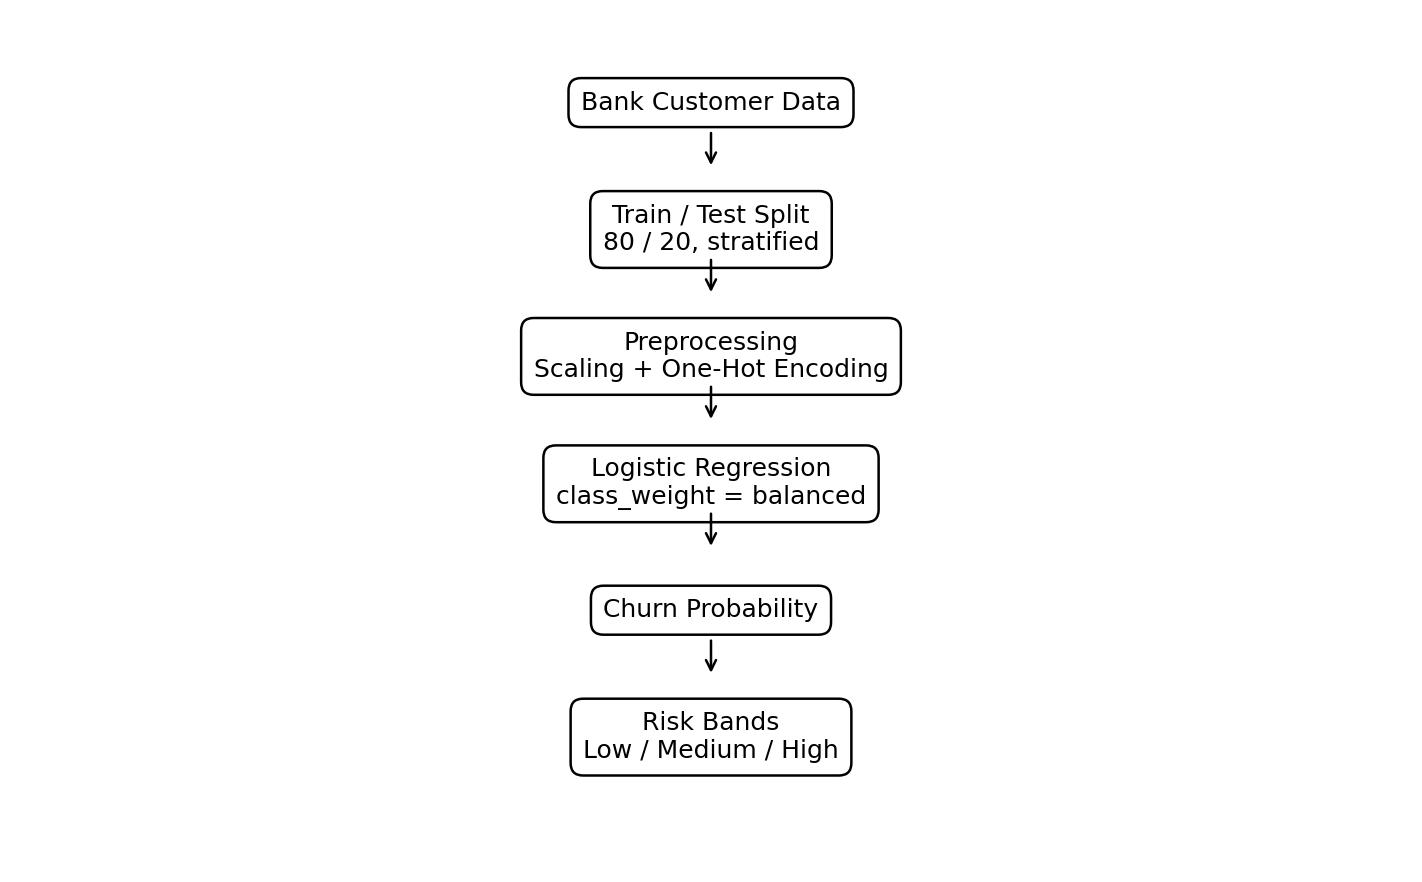 Bank Customer Data
Train / Test Split
80 / 20, stratified
Preprocessing
Scaling + One-Hot Encoding
Logistic Regression
class_weight = balanced
Churn Probability
Risk Bands
Low / Medium / High